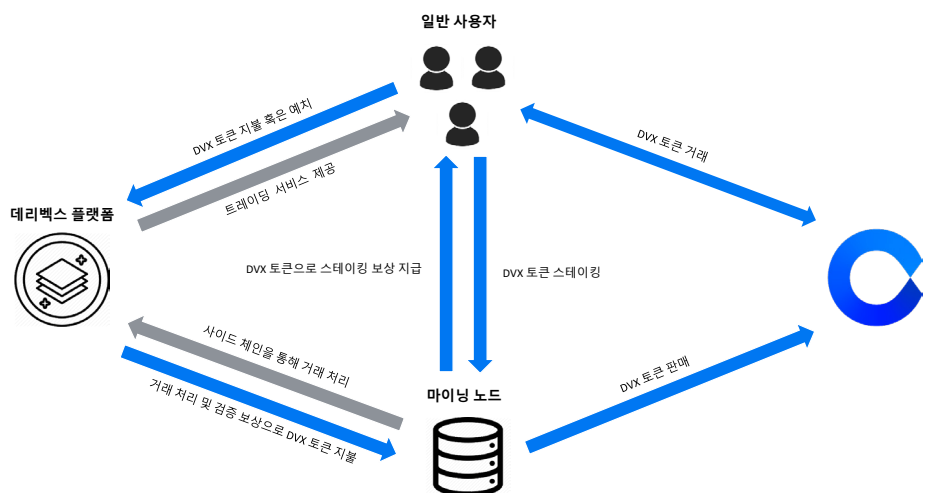 일반 사용자
DVX 토큰 지불 혹은 예치
트레이딩 서비스 제공
DVX 토큰 거래
데리벡스 플랫폼
DVX 토큰으로 스테이킹 보상 지급
DVX 토큰 스테이킹
사이드 체인을 통해 거래 처리
거래 처리 및 검증 보상으로 DVX 토큰 지불
DVX 토큰 판매
마이닝 노드